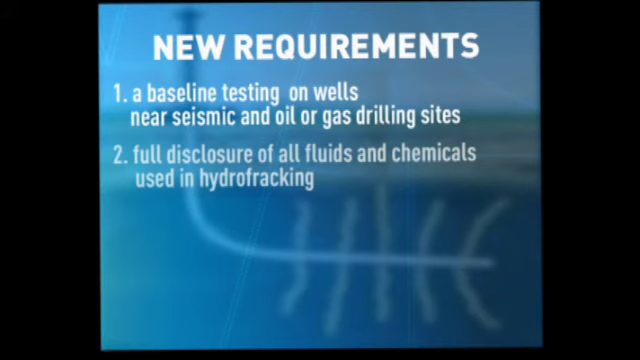 NEW REQUIREMENTS
1. a baseline testing on wells
near seismic and oil or gas drilling sites
2. full disclosure of all fluids and chemicals
used in hydrofracking